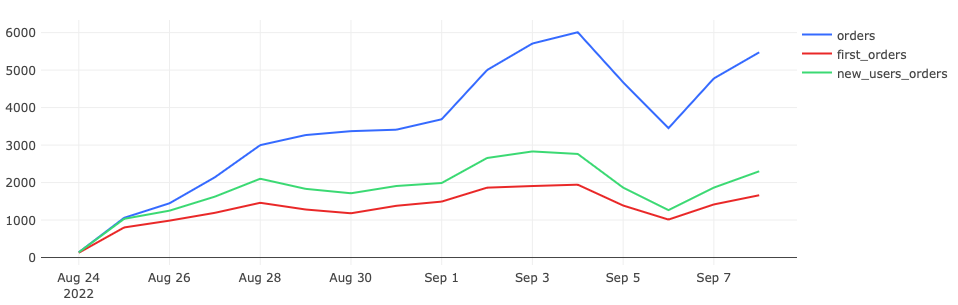 6000
5000
4000
3000
2000
1000
0
Aug 24
2022
Aug 26
Aug 28
Aug 30
Sep 1
Sep 3
Sep 5
Sep 7
orders
first_orders
new_users_orders